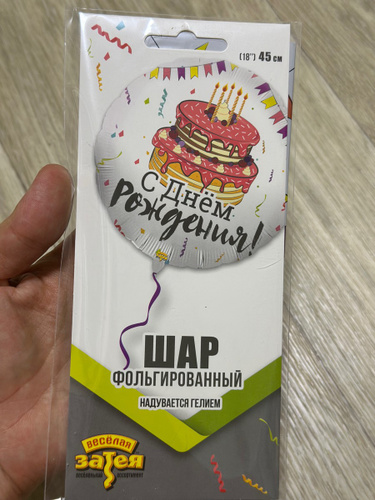 (18") 45 см
С Днём
Рождения!
ШАР
ФОЛЬГИРОВАННЫЙ
НАДУВАЕТСЯ ГЕЛИЕМ
весёлая
затея